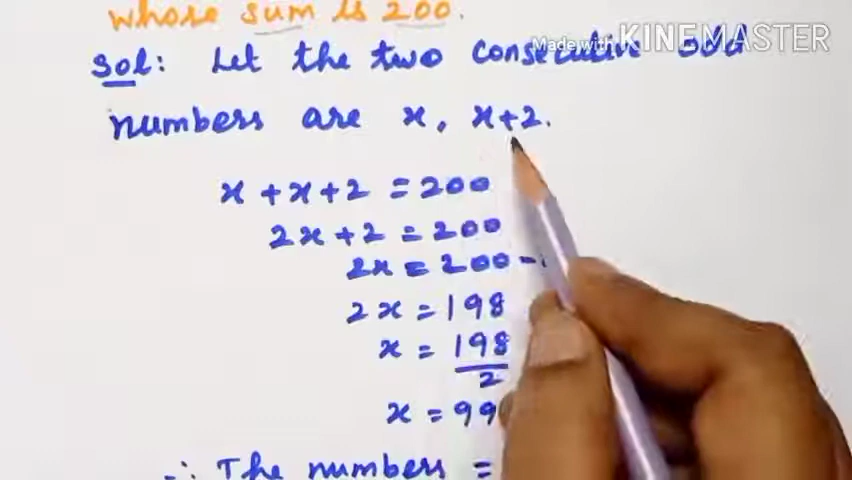 whose sum is 200.
Made with KINEMASTER
Sol: Let the two consecutive odd
numbers are x, x+2.
x + x + 2 = 200
2x + 2 = 200
2x = 200 -
2x = 198
x = 198/2
x = 99
∴ The numbers =